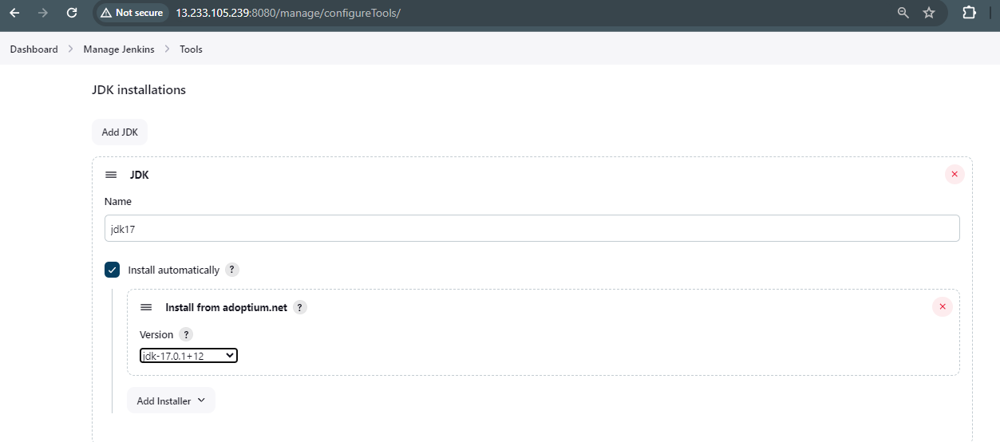 Not secure 13.233.105.239:8080/manage/configureTools/
Dashboard > Manage Jenkins > Tools
JDK installations
Add JDK
JDK
Name
jdk17
Install automatically ?
Install from adoptium.net ?
Version ?
jdk-17.0.1+12
Add Installer